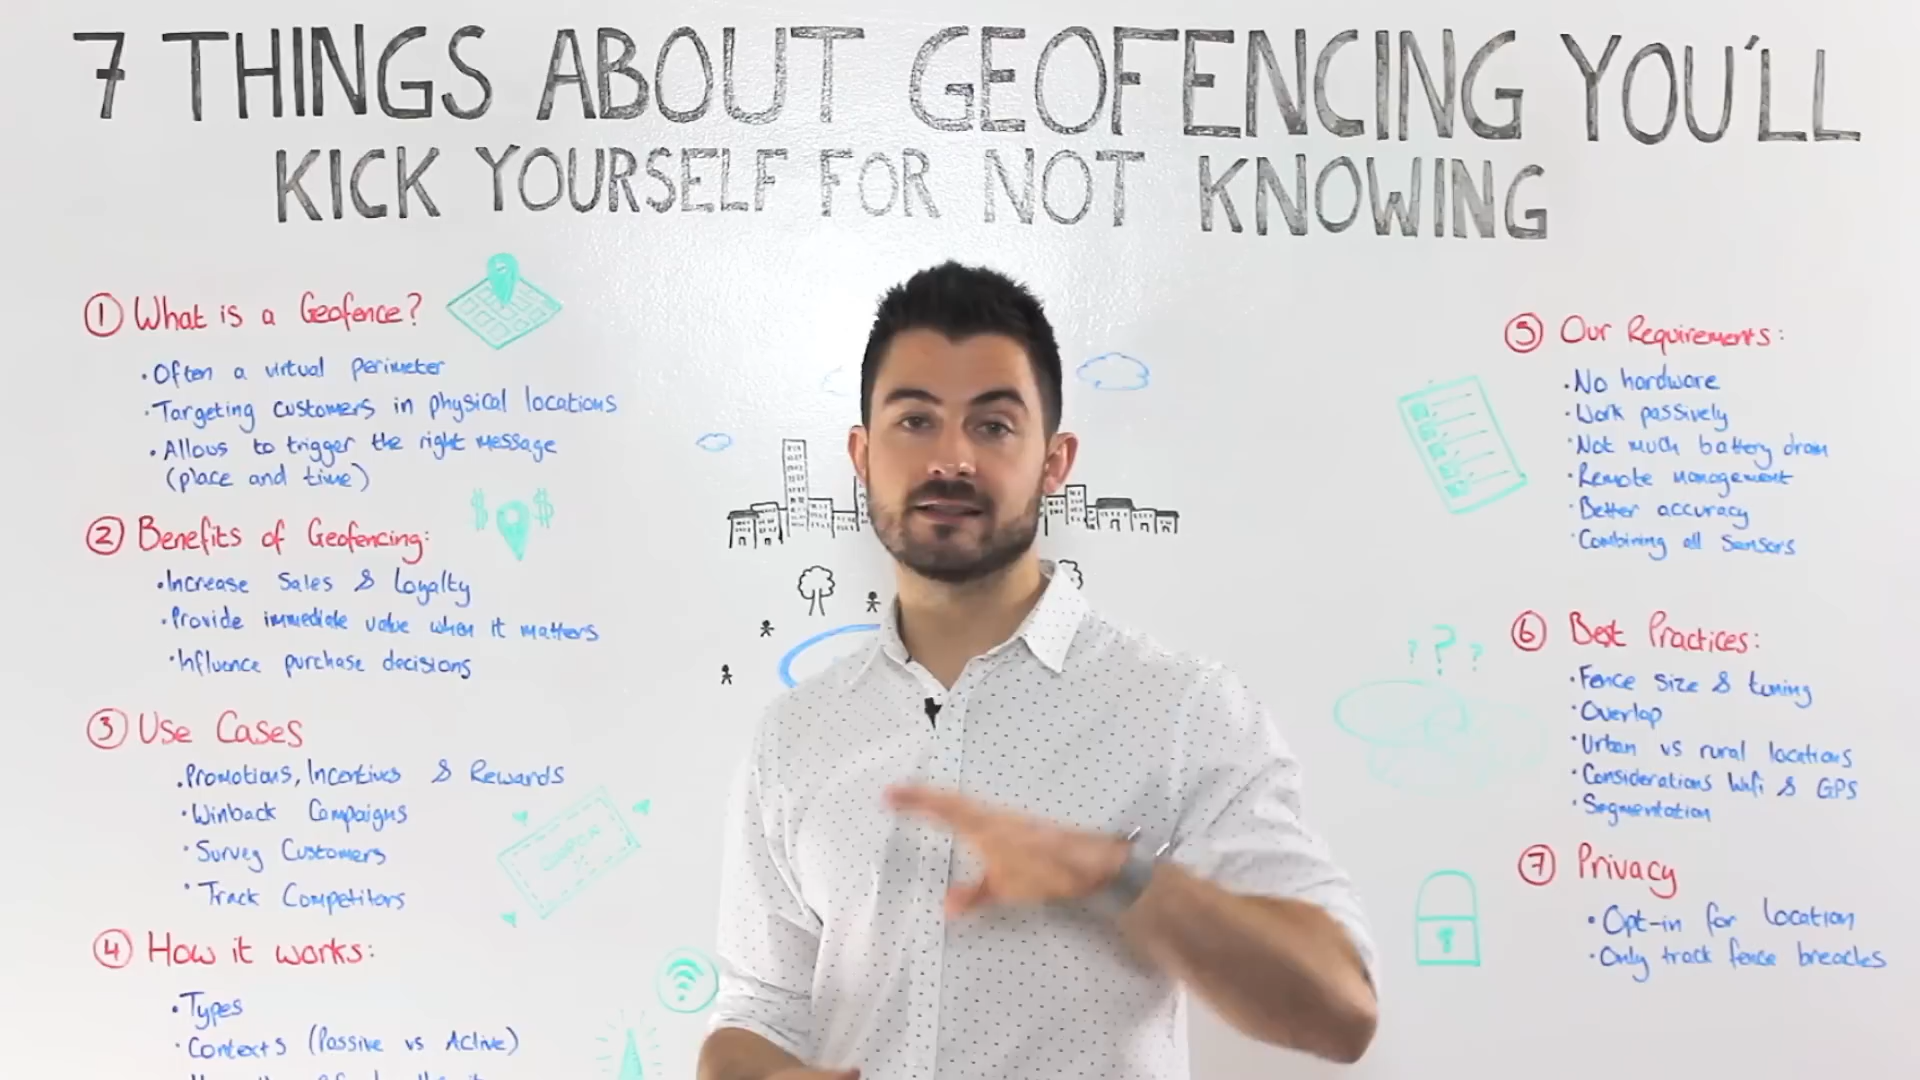 7 THINGS ABOUT GEOFENCING YOU'LL
KICK YOURSELF FOR NOT KNOWING
1 What is a Geofence?
• Often a virtual perimeter
• Targeting customers in physical locations
• Allows to trigger the right message
(place and time)
2 Benefits of Geofencing:
• Increase Sales & Loyalty
• Provide immediate value when it matters
• Influence purchase decisions
3 Use Cases
• Promotions, Incentives & Rewards
• Winback Campaigns
• Survey Customers
• Track Competitors
COUPON
%
4 How it works:
• Types
• Contexts (Passive vs Active)
5 Our Requirements:
• No hardware
• Work passively
• Not much battery drain
• Remote management
• Better accuracy
• Combining all sensors
6 Best Practices:
• Fence size & tuning
• Overlap
• Urban vs rural locations
• Considerations Wifi & GPS
• Segmentation
7 Privacy
• Opt-in for location
• Only track fence breaches